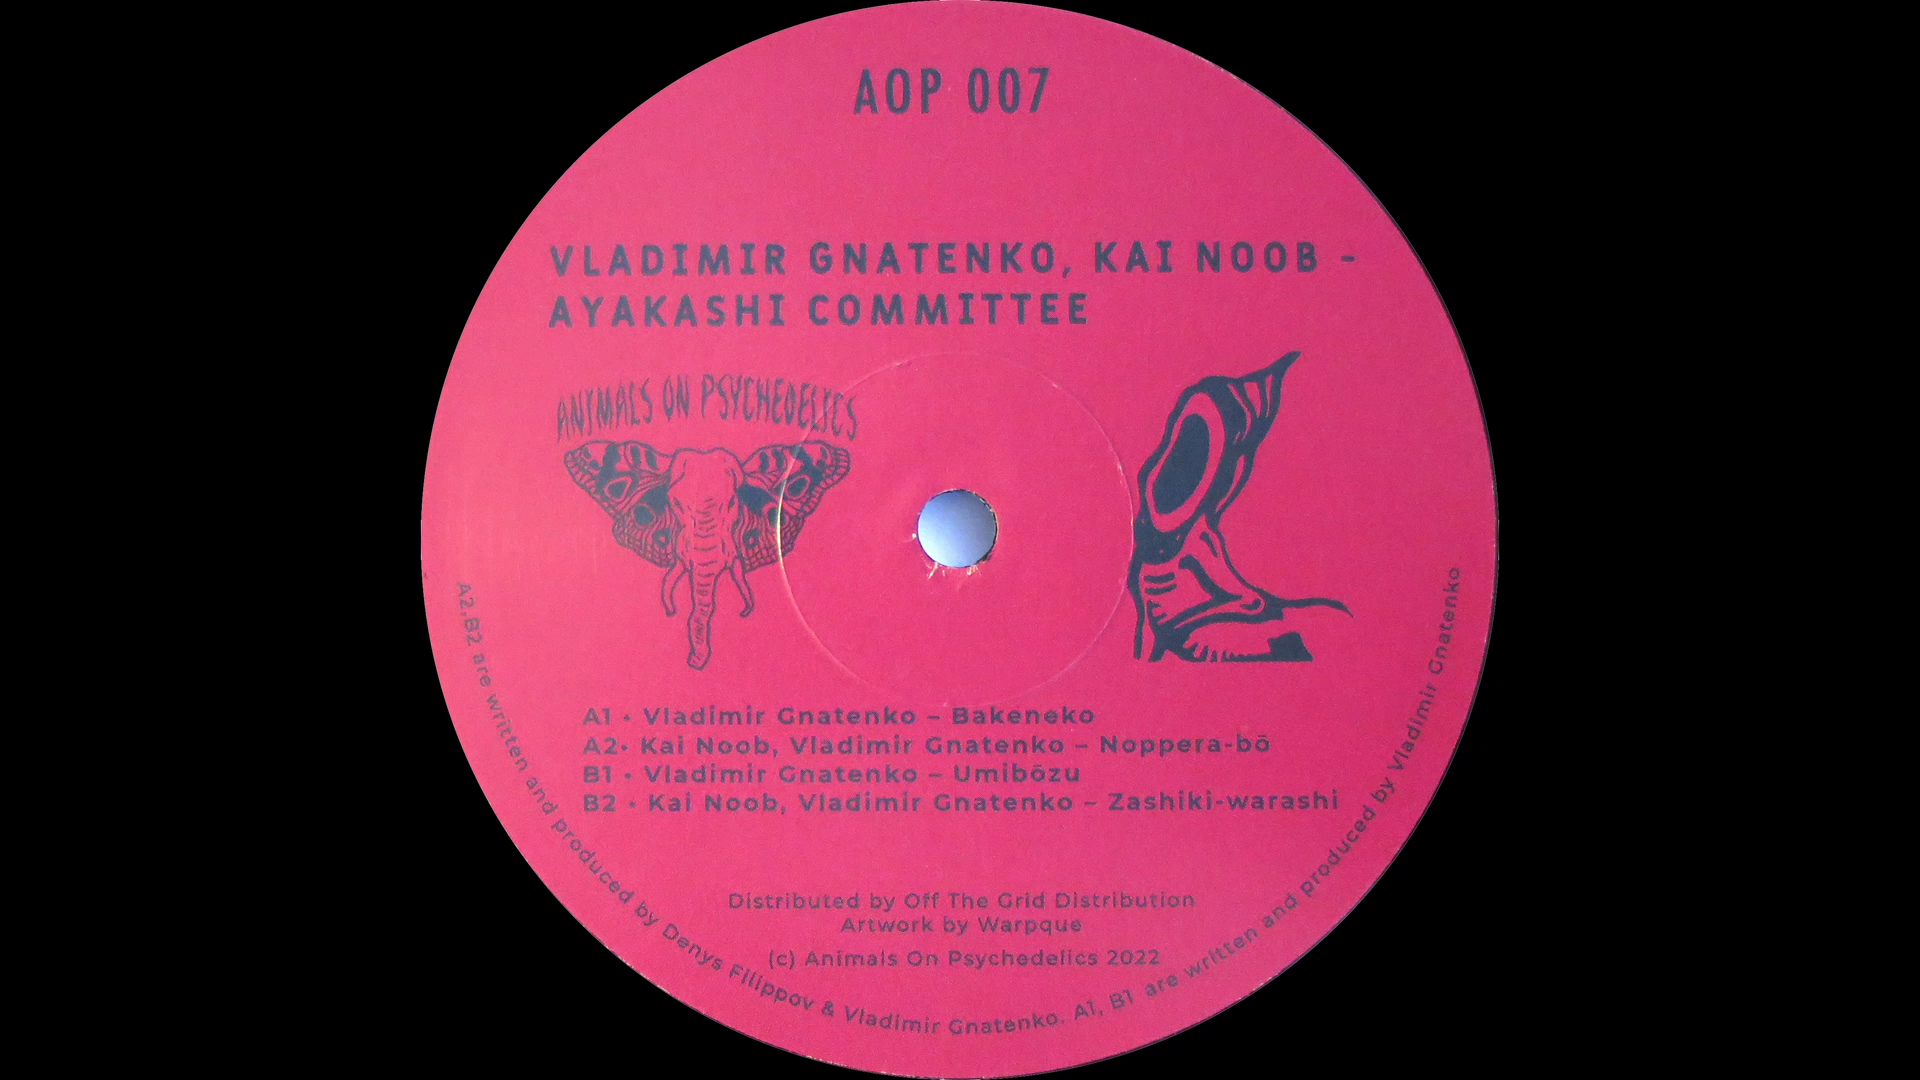 AOP 007
VLADIMIR GNATENKO, KAI NOOB -
AYAKASHI COMMITTEE
ANIMALS ON PSYCHEDELICS
A1 • Vladimir Gnatenko – Bakeneko
A2• Kai Noob, Vladimir Gnatenko – Noppera-bō
B1 • Vladimir Gnatenko – Umibōzu
B2 • Kai Noob, Vladimir Gnatenko – Zashiki-warashi
Distributed by Off The Grid Distribution
Artwork by Warpque
(c) Animals On Psychedelics 2022
A2,B2 are written and produced by Denys Filippov & Vladimir Gnatenko. A1, B1 are written and produced by Vladimir Gnatenko